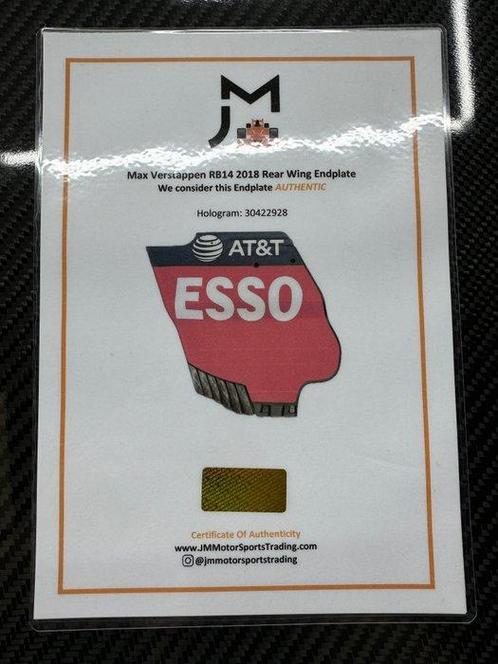 JM
Max Verstappen RB14 2018 Rear Wing Endplate
We consider this Endplate AUTHENTIC
Hologram: 30422928
AT&T
ESSO
Certificate Of Authenticity
www.JMMotorSportsTrading.com
@jmmotorsportstrading